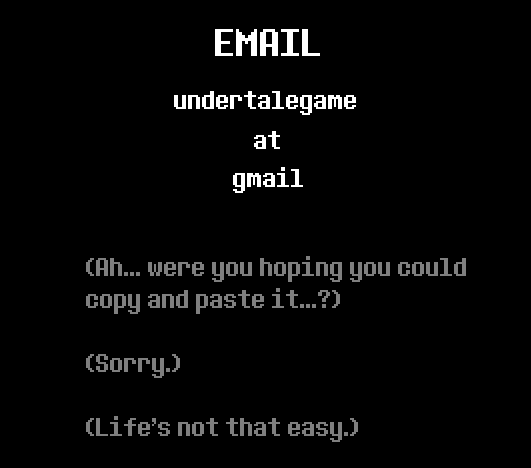 EMAIL
undertalegame
at
gmail
(Ah... were you hoping you could
copy and paste it...?)
(Sorry.)
(Life's not that easy.)